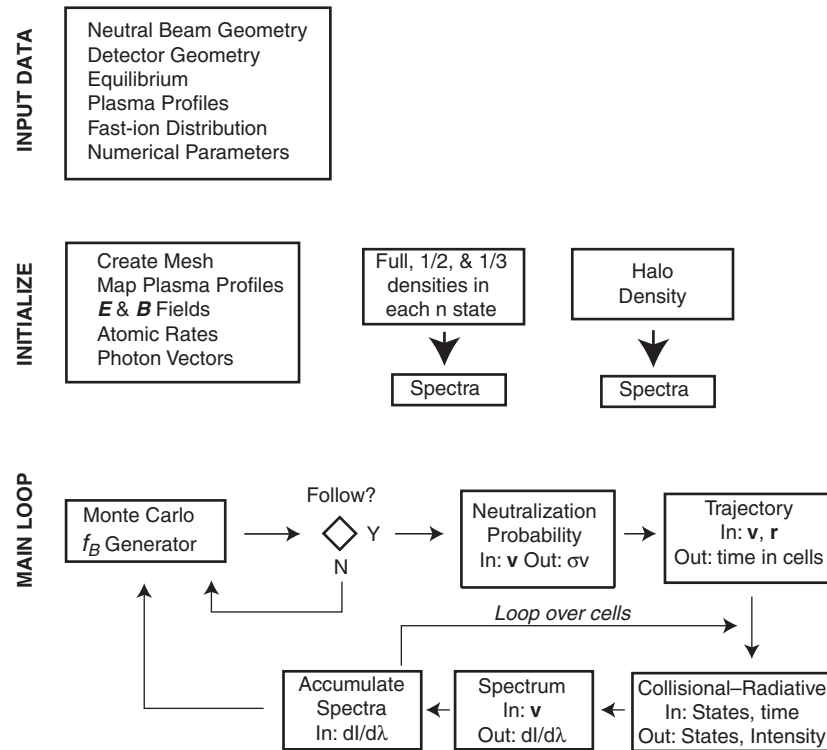 INPUT DATA
Neutral Beam Geometry
Detector Geometry
Equilibrium
Plasma Profiles
Fast-ion Distribution
Numerical Parameters
INITIALIZE
Create Mesh
Map Plasma Profiles
E & B Fields
Atomic Rates
Photon Vectors
Full, 1/2, & 1/3
densities in
each n state
Spectra
Halo
Density
Spectra
MAIN LOOP
Monte Carlo
fB Generator
Follow?
Y
N
Neutralization
Probability
In: v Out: σv
Trajectory
In: v, r
Out: time in cells
Loop over cells
Accumulate
Spectra
In: dI/dλ
Spectrum
In: v
Out: dI/dλ
Collisional–Radiative
In: States, time
Out: States, Intensity